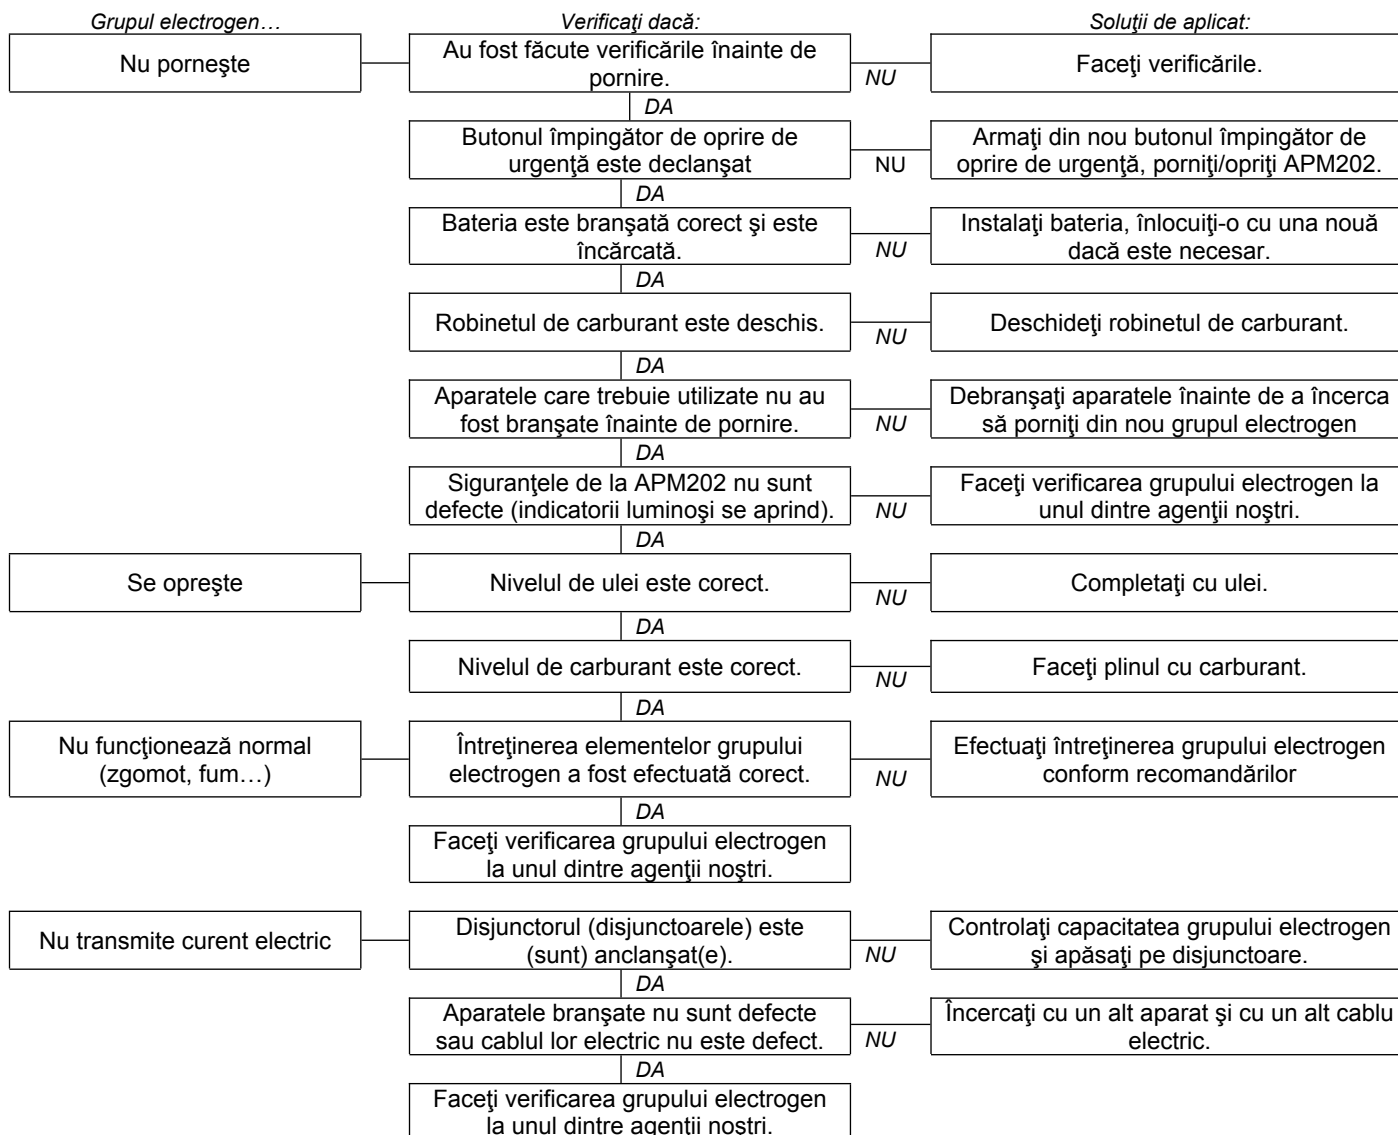 Grupul electrogen…
Verificaţi dacă:
Soluţii de aplicat:
Nu porneşte
Au fost făcute verificările înainte de
pornire.
NU
Faceţi verificările.
DA
Butonul împingător de oprire de
urgenţă este declanşat
NU
Armaţi din nou butonul împingător de
oprire de urgenţă, porniţi/opriţi APM202.
DA
Bateria este branşată corect şi este
încărcată.
NU
Instalaţi bateria, înlocuiţi-o cu una nouă
dacă este necesar.
DA
Robinetul de carburant este deschis.
NU
Deschideţi robinetul de carburant.
DA
Aparatele care trebuie utilizate nu au
fost branşate înainte de pornire.
NU
Debranşaţi aparatele înainte de a încerca
să porniţi din nou grupul electrogen
DA
Siguranţele de la APM202 nu sunt
defecte (indicatorii luminoşi se aprind).
NU
Faceţi verificarea grupului electrogen la
unul dintre agenţii noştri.
DA
Se opreşte
Nivelul de ulei este corect.
NU
Completaţi cu ulei.
DA
Nivelul de carburant este corect.
NU
Faceţi plinul cu carburant.
DA
Nu funcţionează normal
(zgomot, fum…)
Întreţinerea elementelor grupului
electrogen a fost efectuată corect.
NU
Efectuaţi întreţinerea grupului electrogen
conform recomandărilor
DA
Faceţi verificarea grupului electrogen
la unul dintre agenţii noştri.
Nu transmite curent electric
Disjunctorul (disjunctoarele) este
(sunt) anclanşat(e).
NU
Controlaţi capacitatea grupului electrogen
şi apăsaţi pe disjunctoare.
DA
Aparatele branşate nu sunt defecte
sau cablul lor electric nu este defect.
NU
Încercaţi cu un alt aparat şi cu un alt cablu
electric.
DA
Faceţi verificarea grupului electrogen
la unul dintre agenţii noştri.